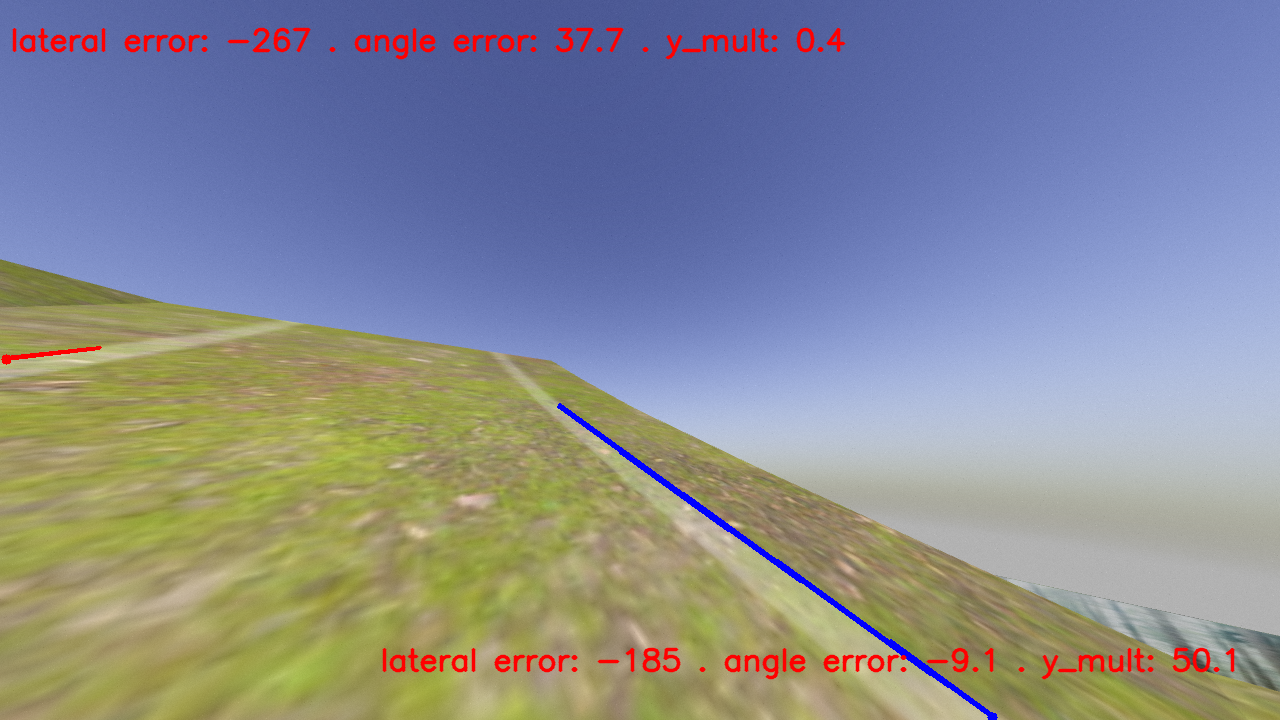 lateral error: -267 . angle error: 37.7 . y_mult: 0.4
lateral error: -185 . angle error: -9.1 . y_mult: 50.1